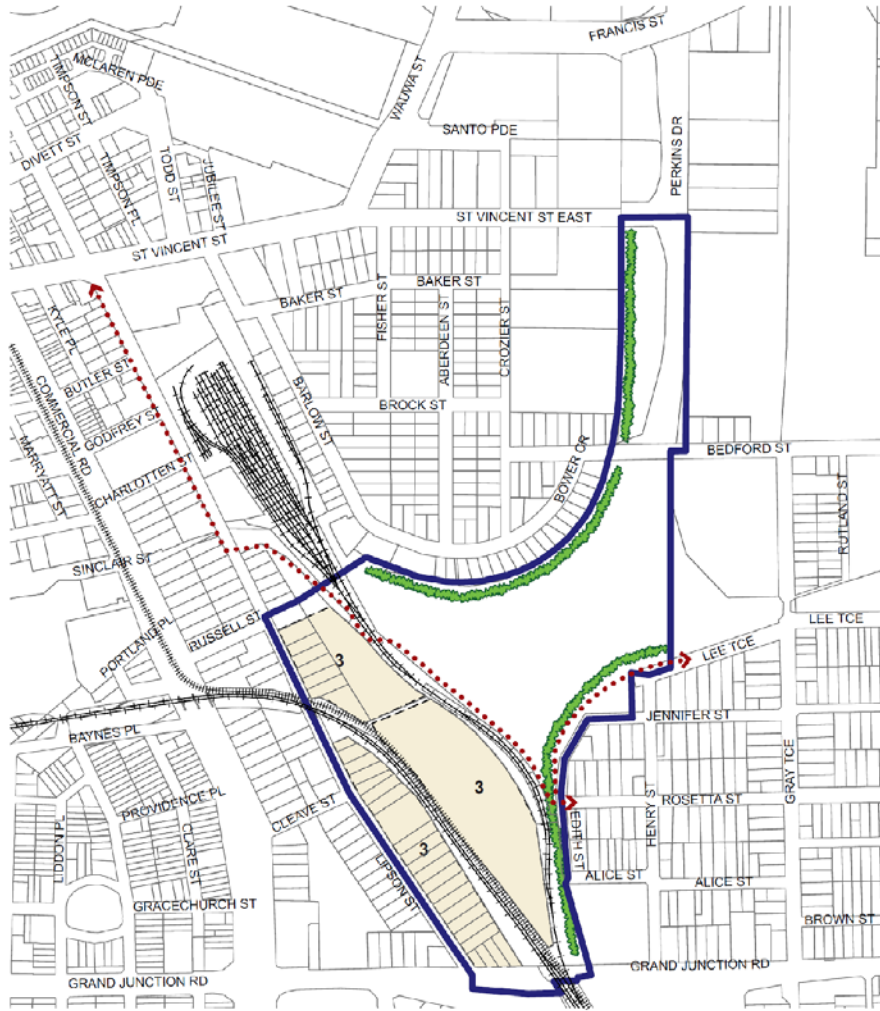 FRANCIS ST
MCLAREN PDE
TIMPSON ST
WAUWA ST
SANTO PDE
DIVETT ST
TODD ST
JUBILEE ST
TIMPSON PL
PERKINS DR
ST VINCENT ST EAST
ST VINCENT ST
BAKER ST
BAKER ST
FISHER ST
ABERDEEN ST
CROZIER ST
KYLE PL
BUTLER ST
COMMERCIAL RD
BARLOW ST
BROCK ST
GODFREY ST
MARRYATT ST
BOWER CR
BEDFORD ST
CHARLOTTEN ST
RUTLAND ST
SINCLAIR ST
RUSSELL ST
LEE TCE
PORTLAND PL
LEE TCE
3
JENNIFER ST
BAYNES PL
GRAY TCE
3
PROVIDENCE PL
HENRY ST
ROSETTA ST
CLEAVE ST
EDITH ST
LIDDON PL
CLARE ST
3
LIPSON ST
ALICE ST
ALICE ST
GRACECHURCH ST
BROWN ST
GRAND JUNCTION RD
GRAND JUNCTION RD